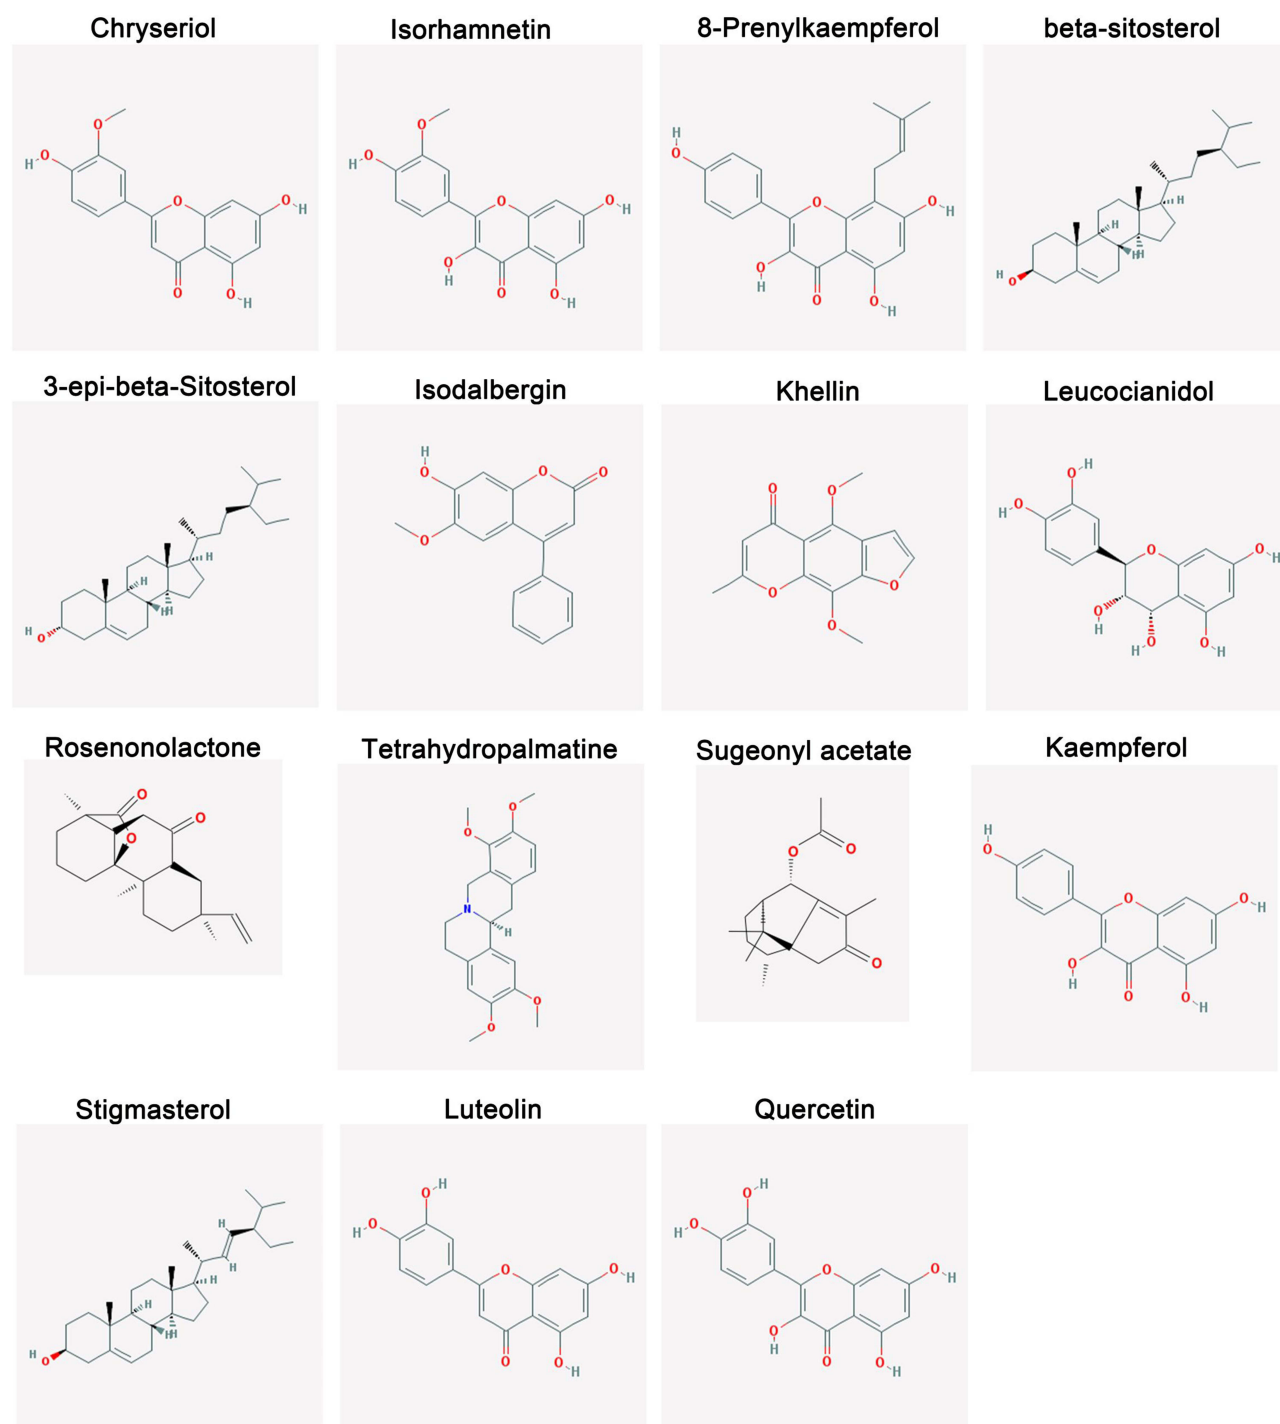 Chryseriol
Isorhamnetin
8-Prenylkaempferol
beta-sitosterol
3-epi-beta-Sitosterol
Isodalbergin
Khellin
Leucocianidol
Rosenonolactone
Tetrahydropalmatine
Sugeonyl acetate
Kaempferol
Stigmasterol
Luteolin
Quercetin